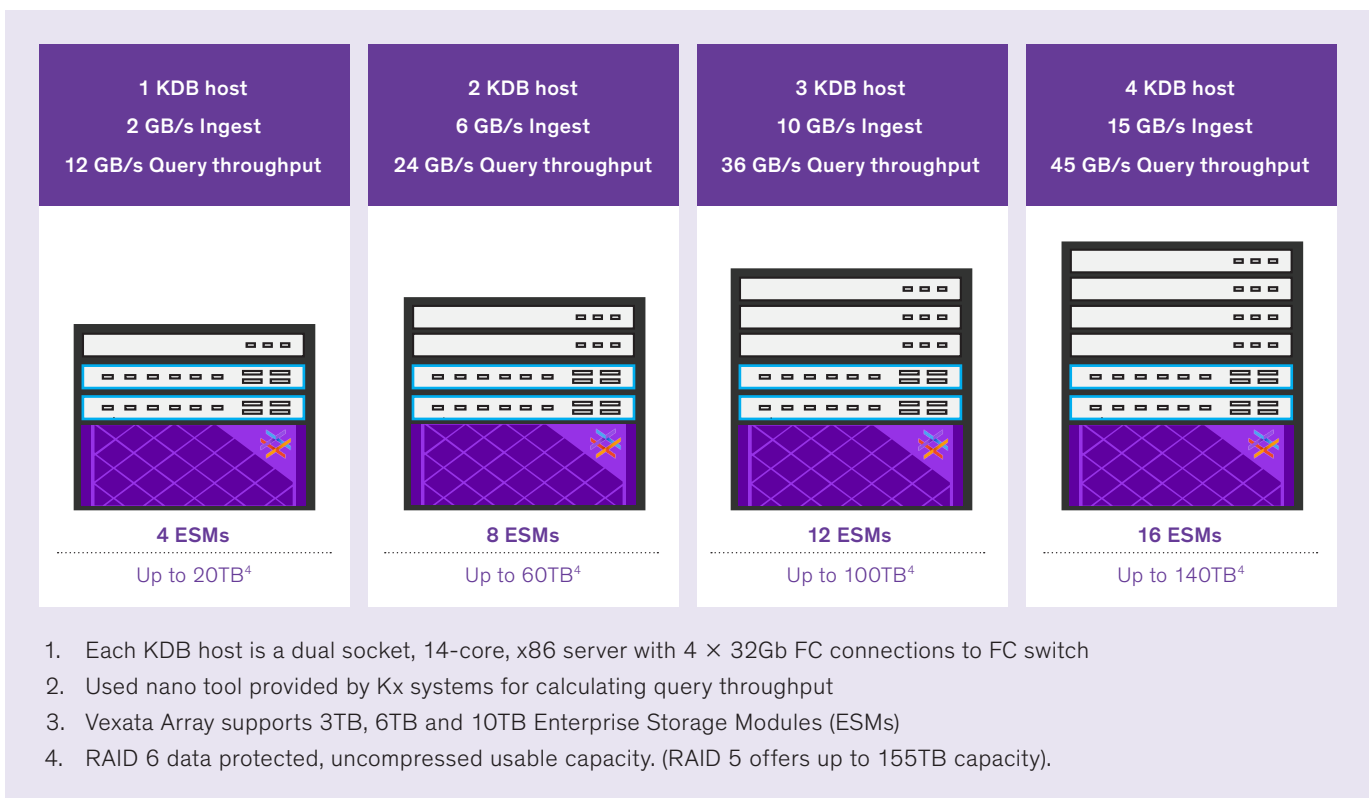 1 KDB host
2 GB/s Ingest
12 GB/s Query throughput
4 ESMs
Up to 20TB⁴
2 KDB host
6 GB/s Ingest
24 GB/s Query throughput
8 ESMs
Up to 60TB⁴
3 KDB host
10 GB/s Ingest
36 GB/s Query throughput
12 ESMs
Up to 100TB⁴
4 KDB host
15 GB/s Ingest
45 GB/s Query throughput
16 ESMs
Up to 140TB⁴
1. Each KDB host is a dual socket, 14-core, x86 server with 4 × 32Gb FC connections to FC switch
2. Used nano tool provided by Kx systems for calculating query throughput
3. Vexata Array supports 3TB, 6TB and 10TB Enterprise Storage Modules (ESMs)
4. RAID 6 data protected, uncompressed usable capacity. (RAID 5 offers up to 155TB capacity).